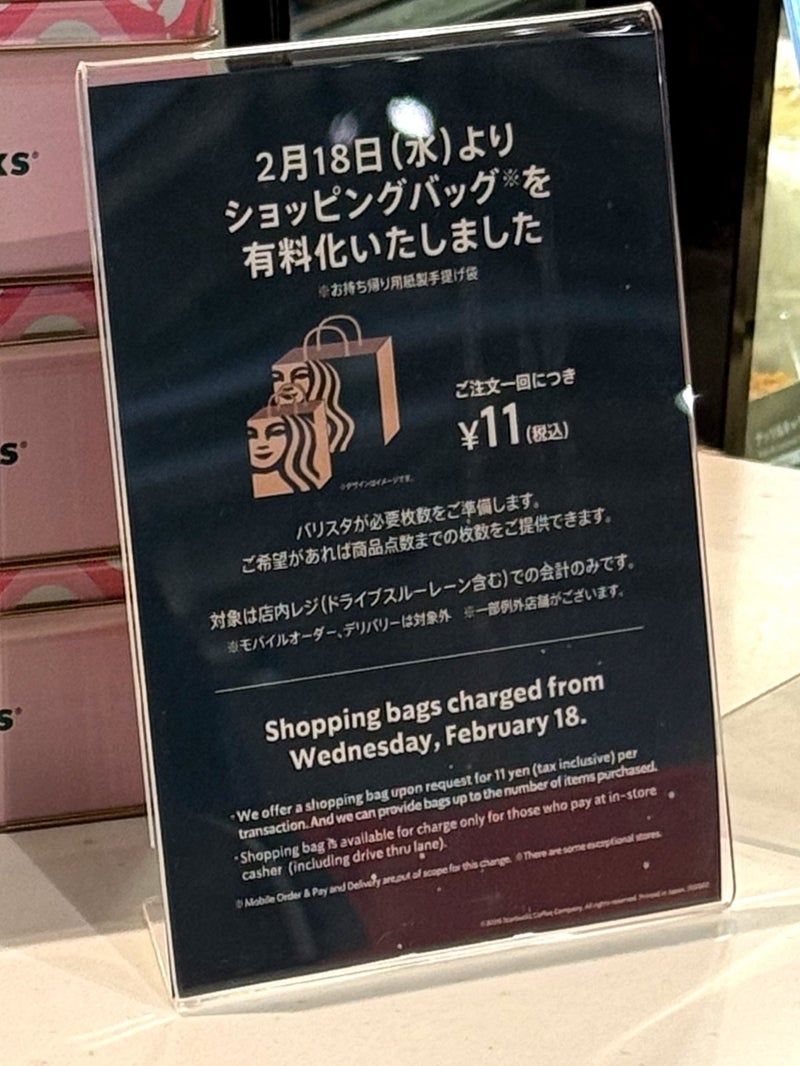 KS®
S®
S®
2月18日(水)より
ショッピングバッグ※を
有料化いたしました
※お持ち帰り用紙製手提げ袋
ご注文一回につき
¥11(税込)
※デザインはイメージです。
バリスタが必要枚数をご準備します。
ご希望があれば商品点数までの枚数をご提供できます。
対象は店内レジ(ドライブスルーレーン含む)での会計のみです。
※モバイルオーダー、デリバリーは対象外 ※一部例外店舗がございます。
Shopping bags charged from
Wednesday, February 18.
・We offer a shopping bag upon request for 11 yen (tax inclusive) per
transaction. And we can provide bags up to the number of items purchased.
・Shopping bag is available for charge only for those who pay at in-store
casher (including drive thru lane).
※Mobile Order & Pay and Delivery are out of scope for this change. ※There are some exceptional stores.
Starbucks Coffee Company. All rights reserved. Printed in Japan.